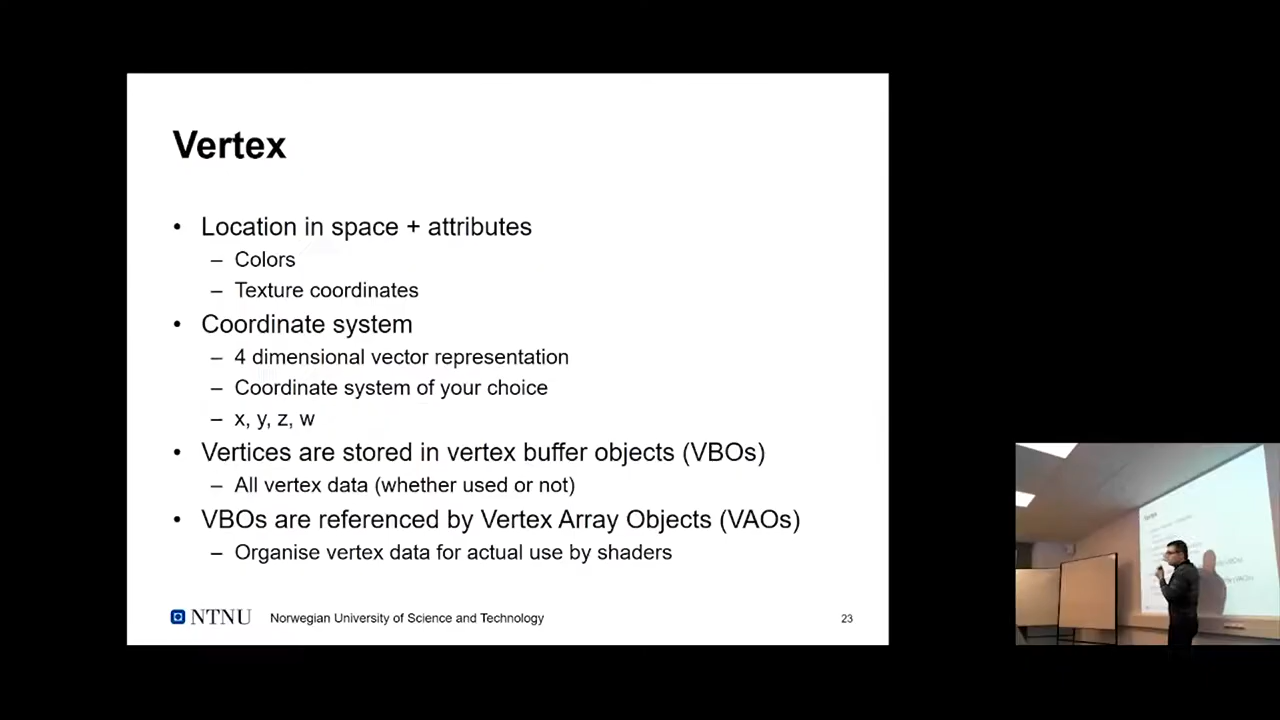 Vertex
• Location in space + attributes
– Colors
– Texture coordinates
• Coordinate system
– 4 dimensional vector representation
– Coordinate system of your choice
– x, y, z, w
• Vertices are stored in vertex buffer objects (VBOs)
– All vertex data (whether used or not)
• VBOs are referenced by Vertex Array Objects (VAOs)
– Organise vertex data for actual use by shaders
NTNU Norwegian University of Science and Technology 23